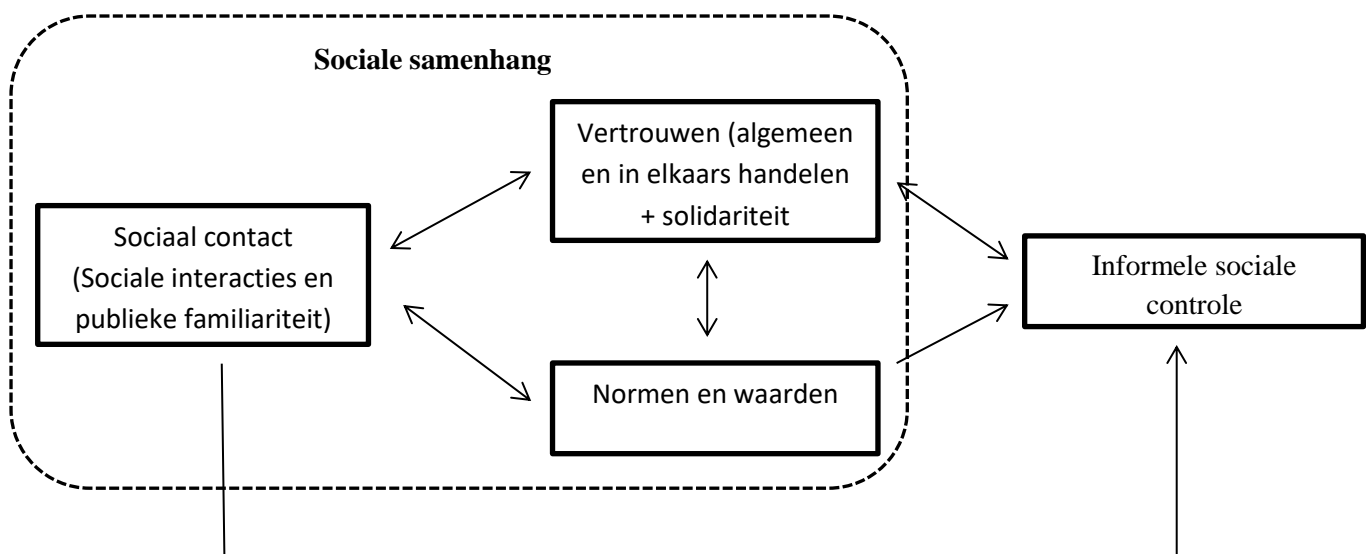 Sociale samenhang
Vertrouwen (algemeen
en in elkaars handelen
+ solidariteit
Sociaal contact
(Sociale interacties en
publieke familiariteit)
Informele sociale
controle
Normen en waarden